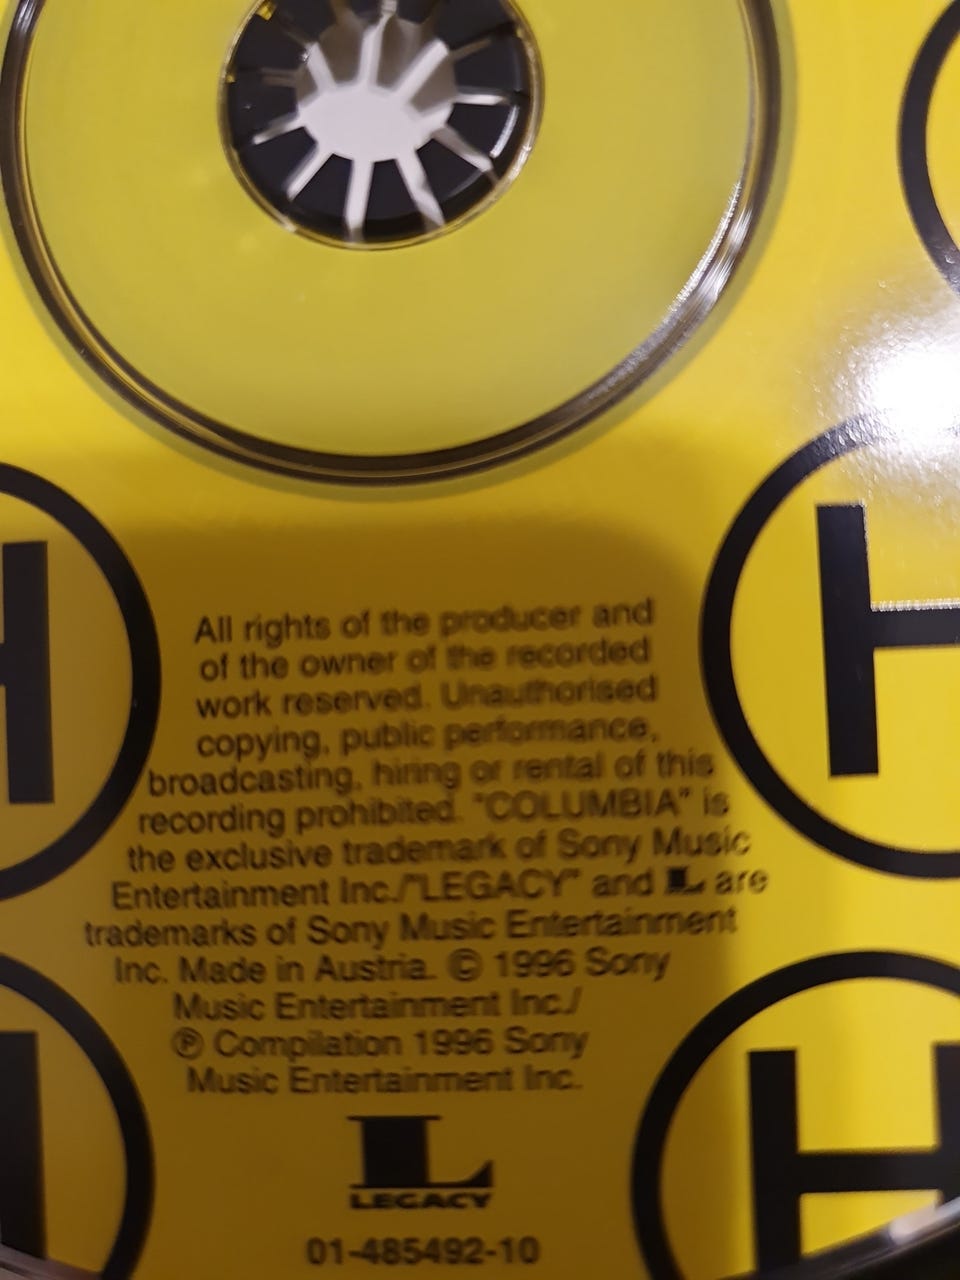 All rights of the producer and
of the owner of the recorded
work reserved. Unauthorised
copying, public performance,
broadcasting, hiring or rental of this
recording prohibited. "COLUMBIA" is
the exclusive trademark of Sony Music
Entertainment Inc./"LEGACY" and L are
trademarks of Sony Music Entertainment
Inc. Made in Austria. © 1996 Sony
Music Entertainment Inc./
℗ Compilation 1996 Sony
Music Entertainment Inc.
L
LEGACY
01-485492-10
H
H
H